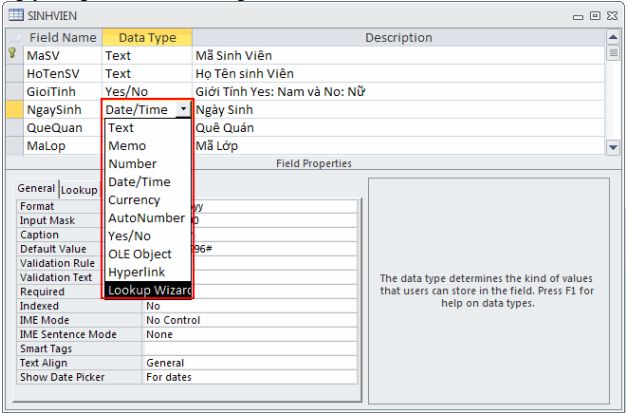 SINHVIEN
Field Name Data Type Description
MaSV Text Mã Sinh Viên
HoTenSV Text Họ Tên sinh Viên
GioiTinh Yes/No Giới Tính Yes: Nam và No: Nữ
NgaySinh Date/Time Ngày Sinh
QueQuan Text Quê Quán
MaLop Memo Mã Lớp
Number
Date/Time
Currency
AutoNumber
Yes/No
OLE Object
Hyperlink
Lookup Wizard
Field Properties
General Lookup
Format
Input Mask
Caption
Default Value 96#
Validation Rule
Validation Text
Required
Indexed No
IME Mode No Control
IME Sentence Mode None
Smart Tags
Text Align General
Show Date Picker For dates
The data type determines the kind of values
that users can store in the field. Press F1 for
help on data types.